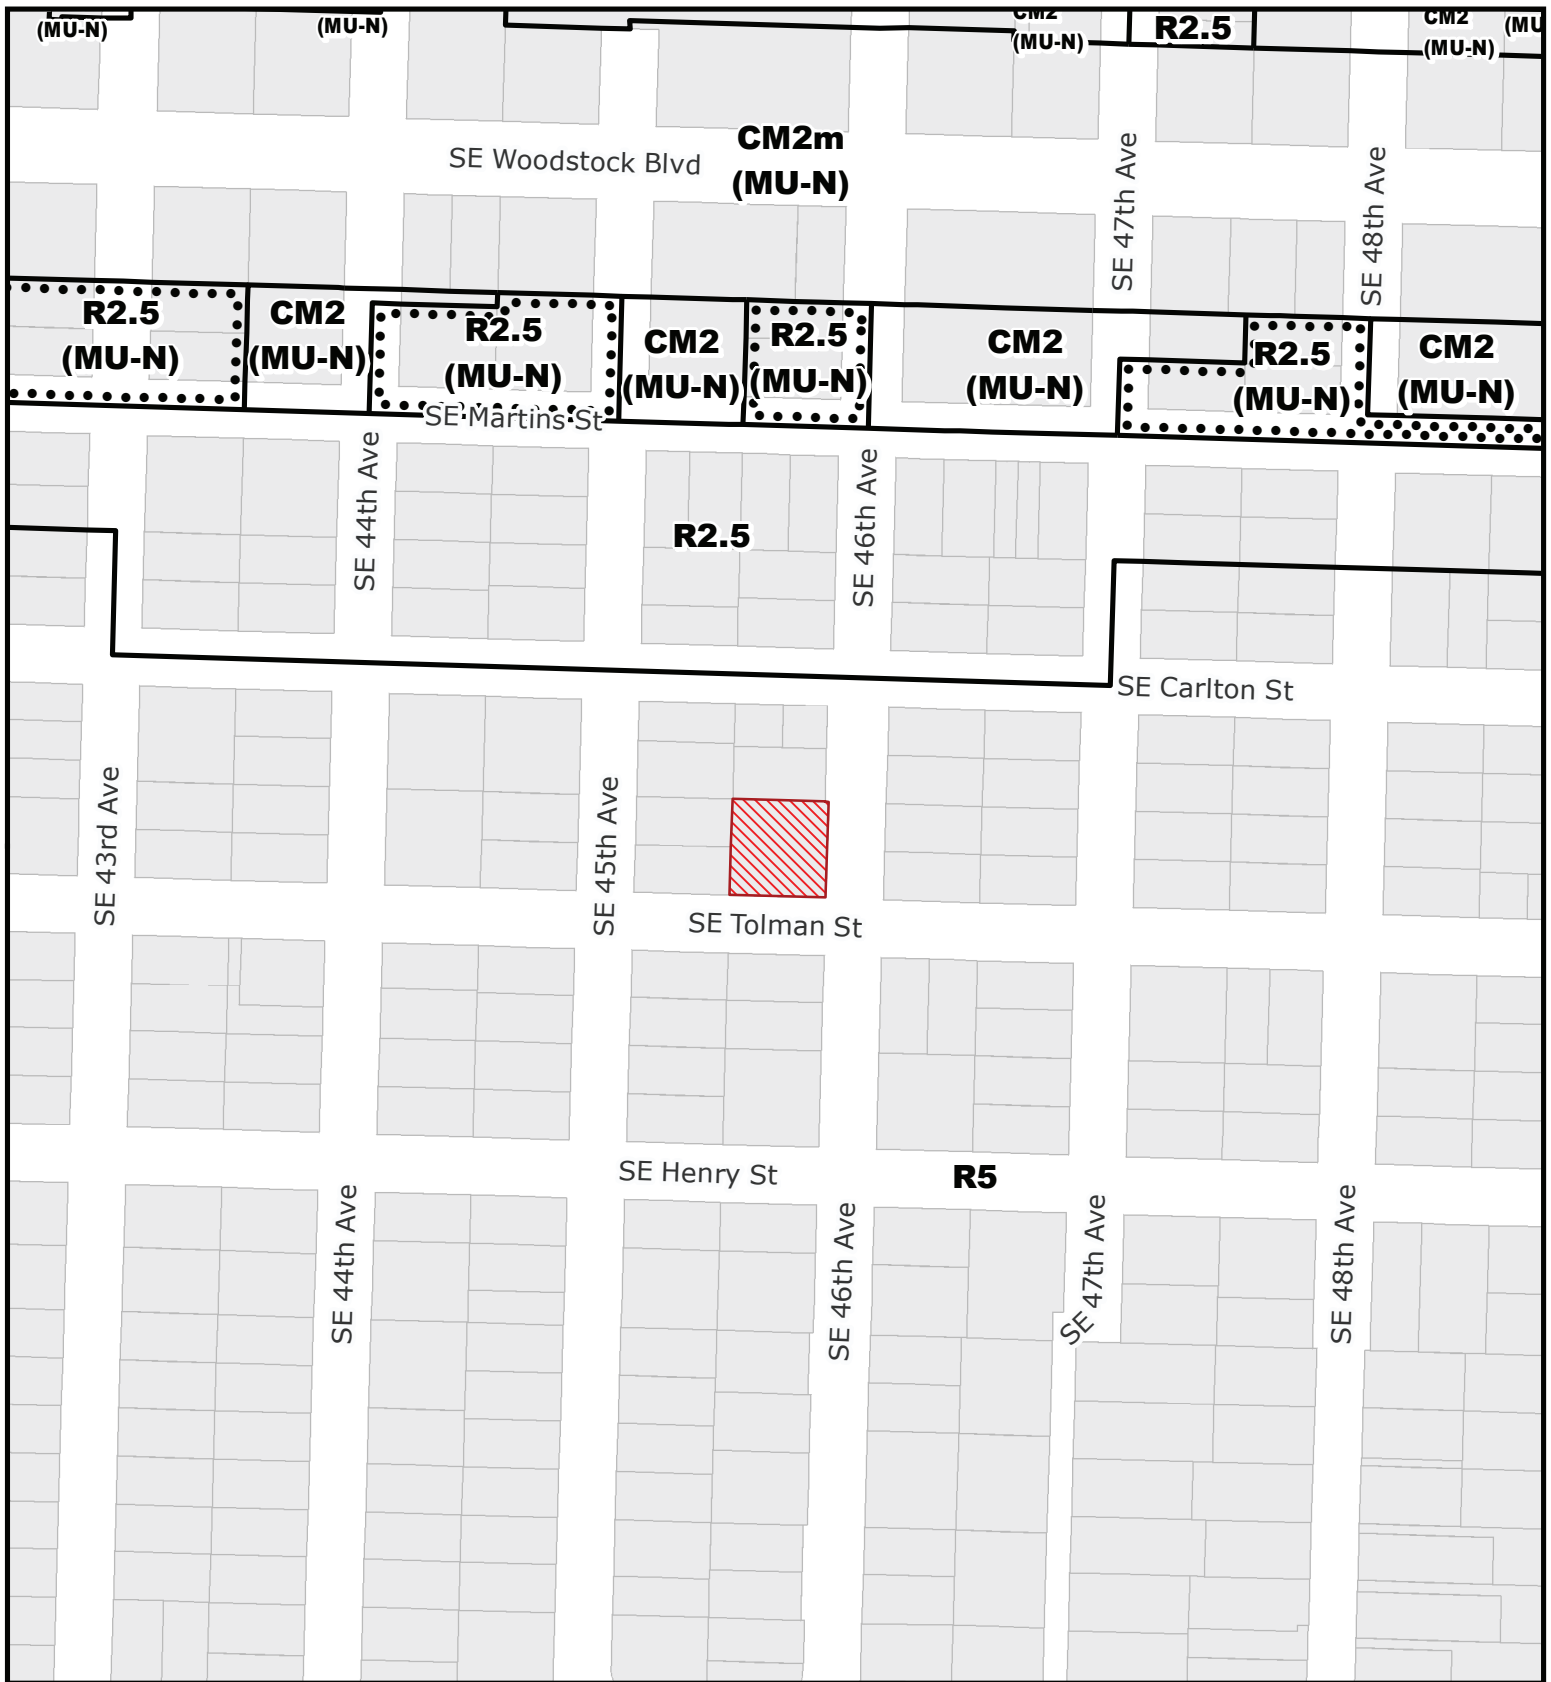 (MU-N)
(MU-N)
CM2
(MU-N)
R2.5
CM2
(MU-N)
(MU
CM2m
(MU-N)
SE Woodstock Blvd
SE 47th Ave
SE 48th Ave
R2.5
(MU-N)
CM2
(MU-N)
R2.5
(MU-N)
CM2
(MU-N)
R2.5
(MU-N)
CM2
(MU-N)
R2.5
(MU-N)
CM2
(MU-N)
SE Martins St
SE 44th Ave
R2.5
SE 46th Ave
SE Carlton St
SE 43rd Ave
SE 45th Ave
SE Tolman St
SE Henry St
R5
SE 44th Ave
SE 46th Ave
SE 47th Ave
SE 48th Ave